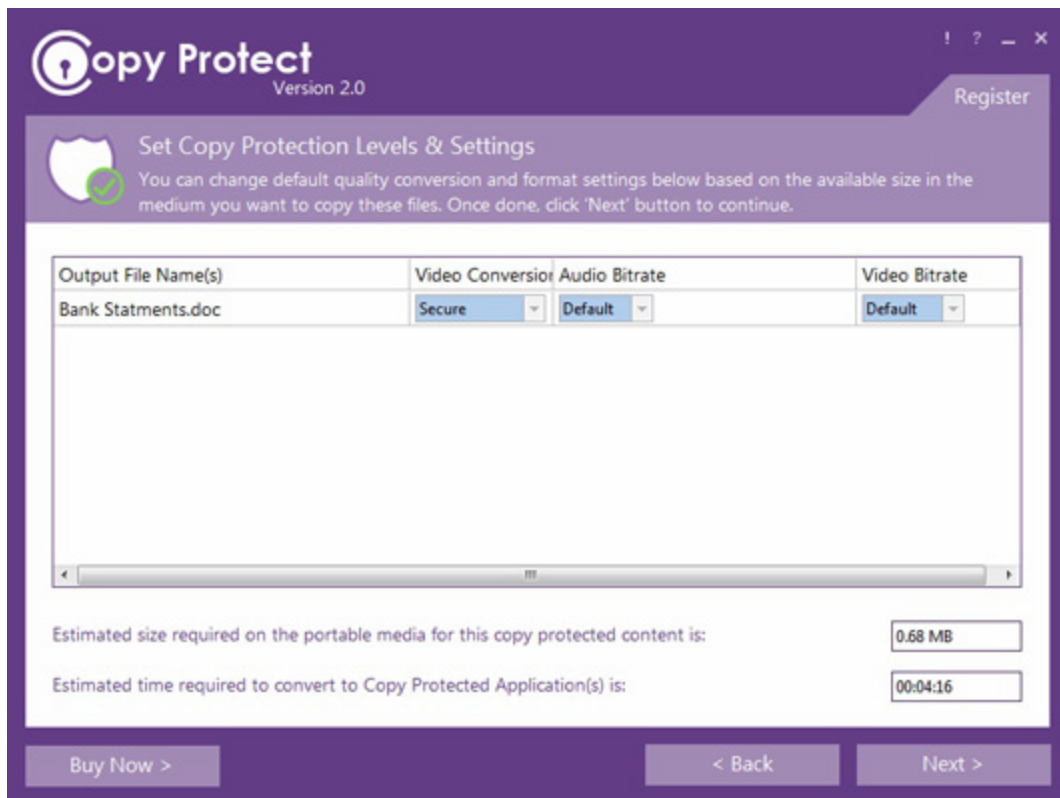 Copy Protect
Version 2.0
! ? _ ×
Register
Set Copy Protection Levels & Settings
You can change default quality conversion and format settings below based on the available size in the
medium you want to copy these files. Once done, click 'Next' button to continue.
Output File Name(s) Video Conversion Audio Bitrate Video Bitrate
Bank Statments.doc Secure Default Default
Estimated size required on the portable media for this copy protected content is: 0.68 MB
Estimated time required to convert to Copy Protected Application(s) is: 00:04:16
Buy Now > < Back Next >